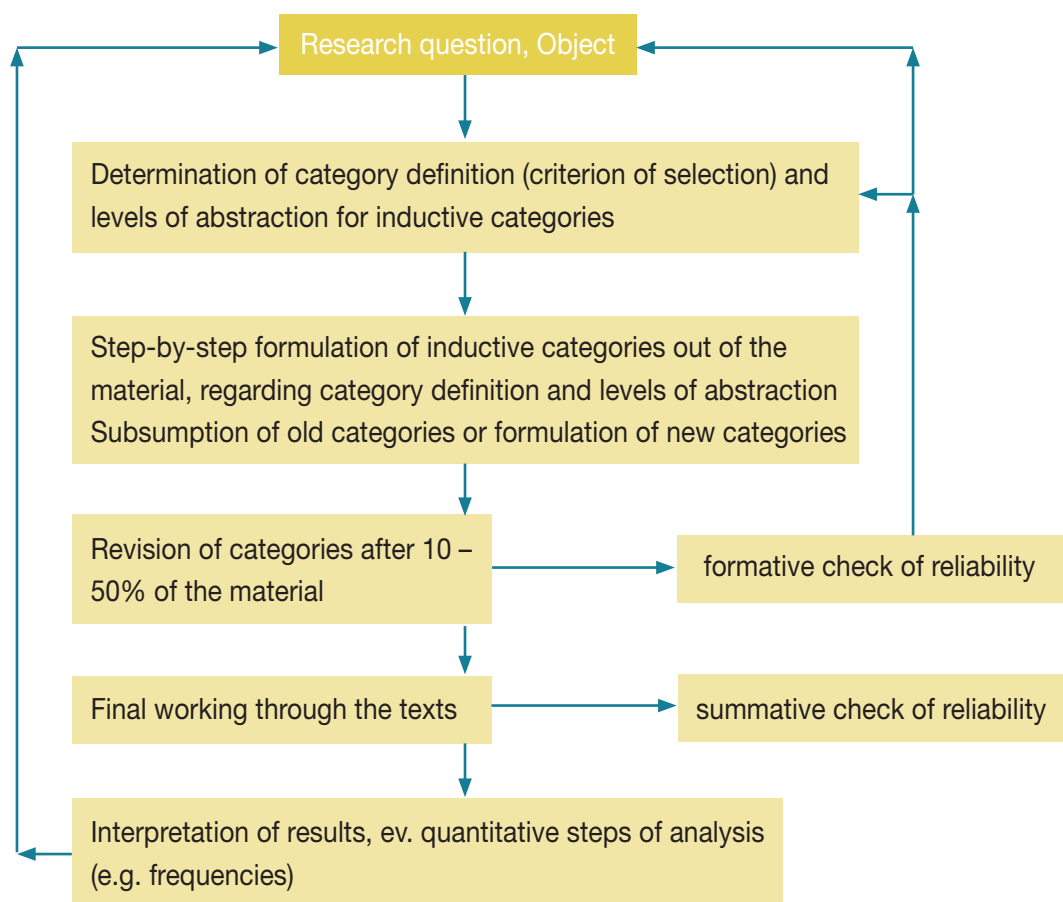 Research question, Object
Determination of category definition (criterion of selection) and
levels of abstraction for inductive categories
Step-by-step formulation of inductive categories out of the
material, regarding category definition and levels of abstraction
Subsumption of old categories or formulation of new categories
Revision of categories after 10 –
50% of the material
formative check of reliability
Final working through the texts
summative check of reliability
Interpretation of results, ev. quantitative steps of analysis
(e.g. frequencies)